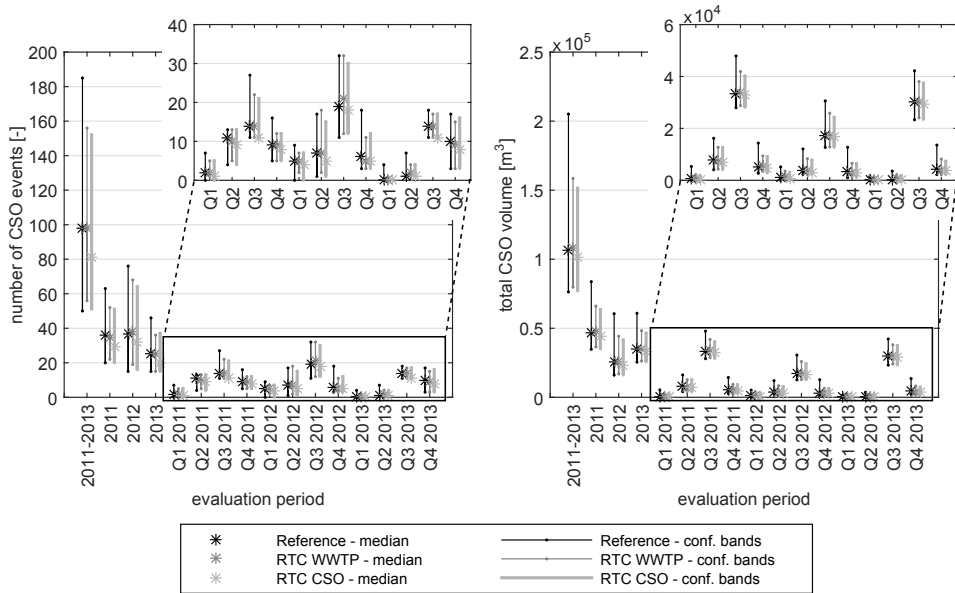 number of CSO events [-]
200
180
160
140
120
100
80
60
40
20
0
2011-2013
2011
2012
2013
Q1 2011
Q2 2011
Q3 2011
Q4 2011
Q1 2012
Q2 2012
Q3 2012
Q4 2012
Q1 2013
Q2 2013
Q3 2013
Q4 2013
evaluation period
40
30
20
10
0
Q1
Q2
Q3
Q4
Q1
Q2
Q3
Q4
Q1
Q2
Q3
Q4
total CSO volume [m³]
×10⁵
2.5
2
1.5
1
0.5
0
2011-2013
2011
2012
2013
Q1 2011
Q2 2011
Q3 2011
Q4 2011
Q1 2012
Q2 2012
Q3 2012
Q4 2012
Q1 2013
Q2 2013
Q3 2013
Q4 2013
evaluation period
×10⁴
6
4
2
0
Q1
Q2
Q3
Q4
Q1
Q2
Q3
Q4
Q1
Q2
Q3
Q4
Reference - median
RTC WWTP - median
RTC CSO - median
Reference - conf. bands
RTC WWTP - conf. bands
RTC CSO - conf. bands